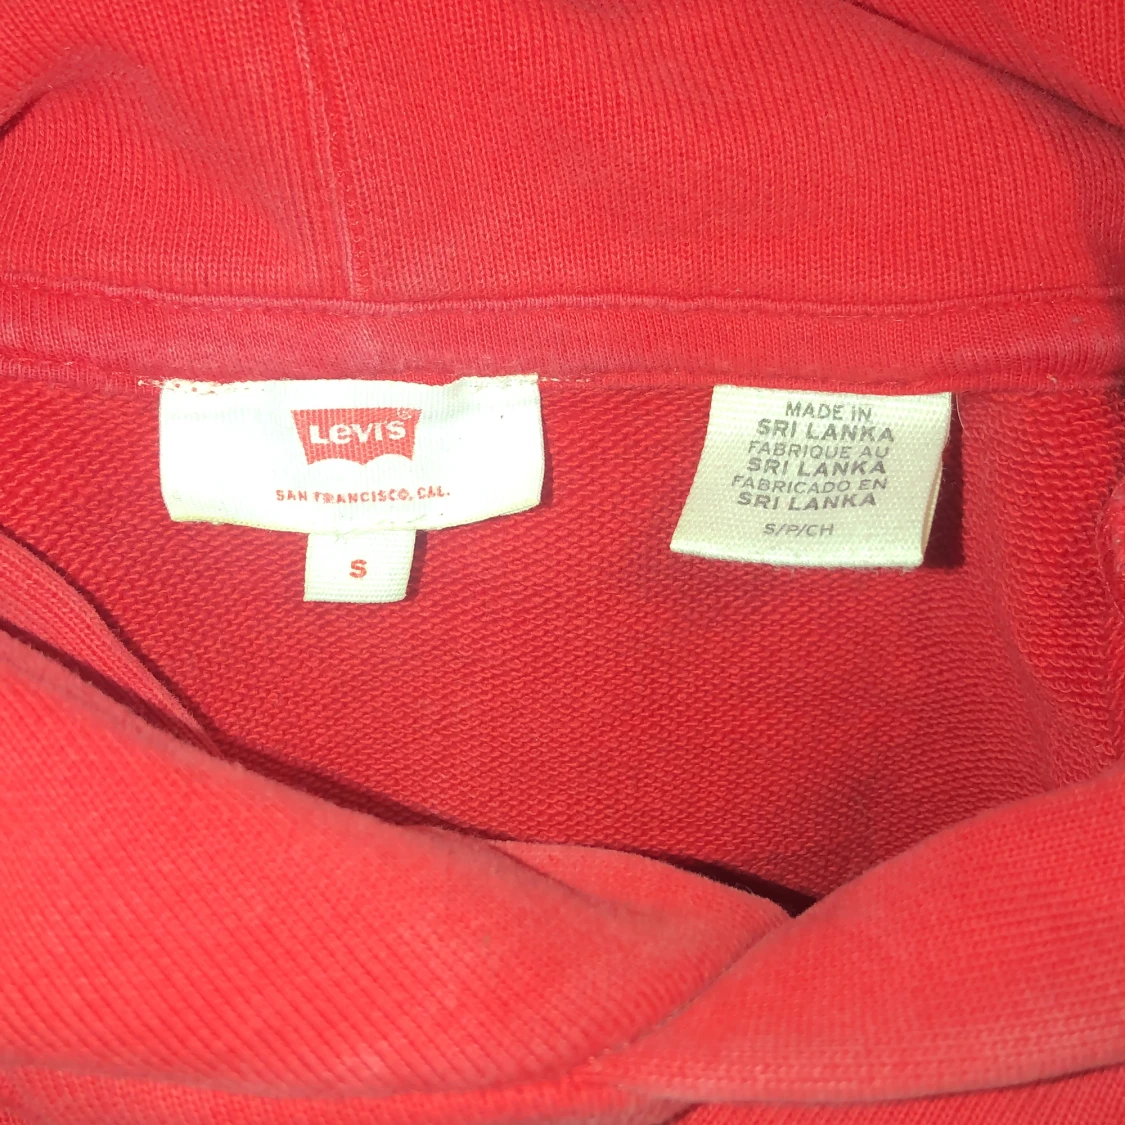 Levi's®
SAN FRANCISCO, CAL.
S
MADE IN
SRI LANKA
FABRIQUE AU
SRI LANKA
FABRICADO EN
SRI LANKA
S/P/CH